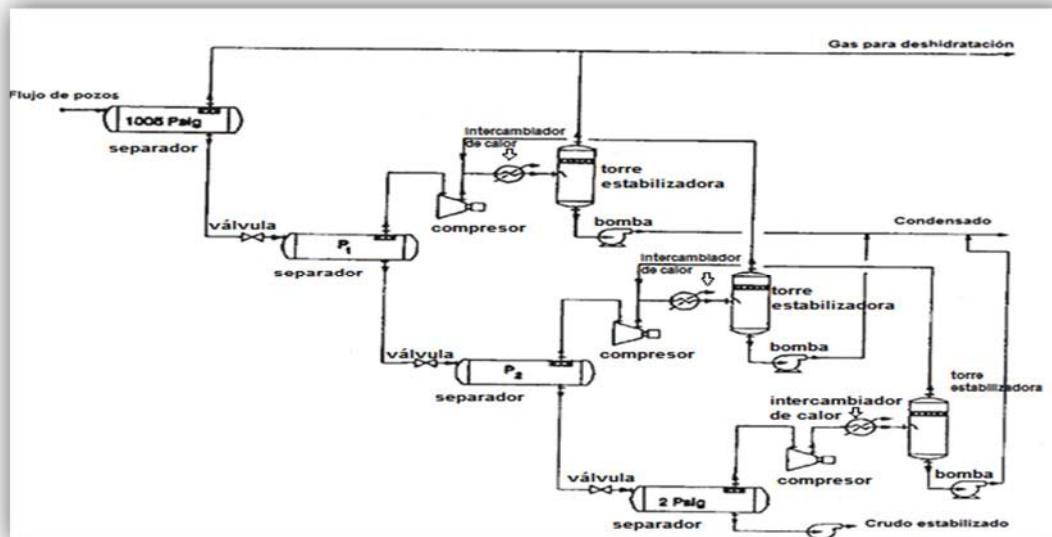 Gas para deshidratación
Flujo de pozos
1005 Psig
separador
Intercambiador
de calor
torre
estabilizadora
compresor
bomba
Condensado
válvula
P1
separador
Intercambiador
de calor
torre
estabilizadora
compresor
bomba
válvula
P2
separador
torre
estabilizadora
intercambiador
de calor
compresor
bomba
válvula
2 Psig
separador
Crudo estabilizado